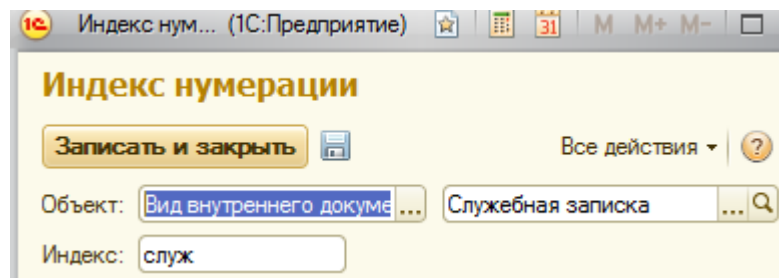 1С Индекс нум... (1С:Предприятие) 31 M M+ M-
Индекс нумерации
Записать и закрыть Все действия ?
Объект: Вид внутреннего докуме ... Служебная записка ...
Индекс: служ